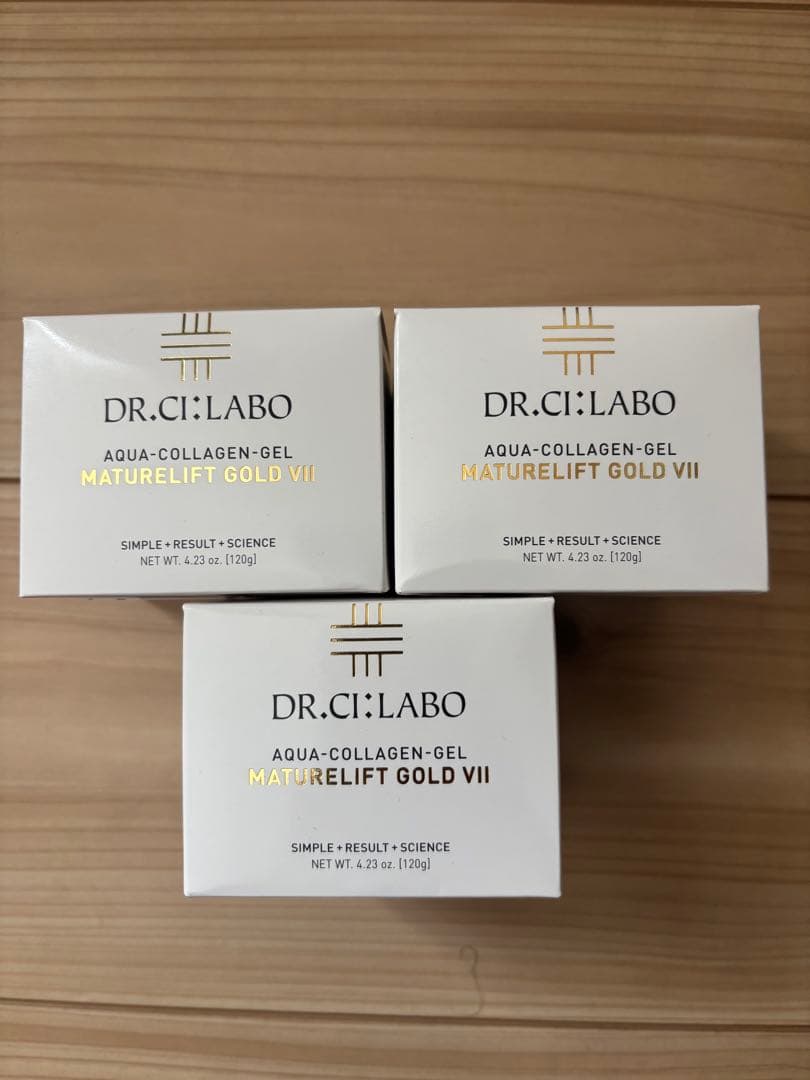 DR.CI:LABO
AQUA-COLLAGEN-GEL
MATURELIFT GOLD VII
SIMPLE+RESULT+SCIENCE
NET WT. 4.23 oz. [120g]
DR.CI:LABO
AQUA-COLLAGEN-GEL
MATURELIFT GOLD VII
SIMPLE+RESULT+SCIENCE
NET WT. 4.23 oz. [120g]
DR.CI:LABO
AQUA-COLLAGEN-GEL
MATURELIFT GOLD VII
SIMPLE+RESULT+SCIENCE
NET WT. 4.23 oz. [120g]